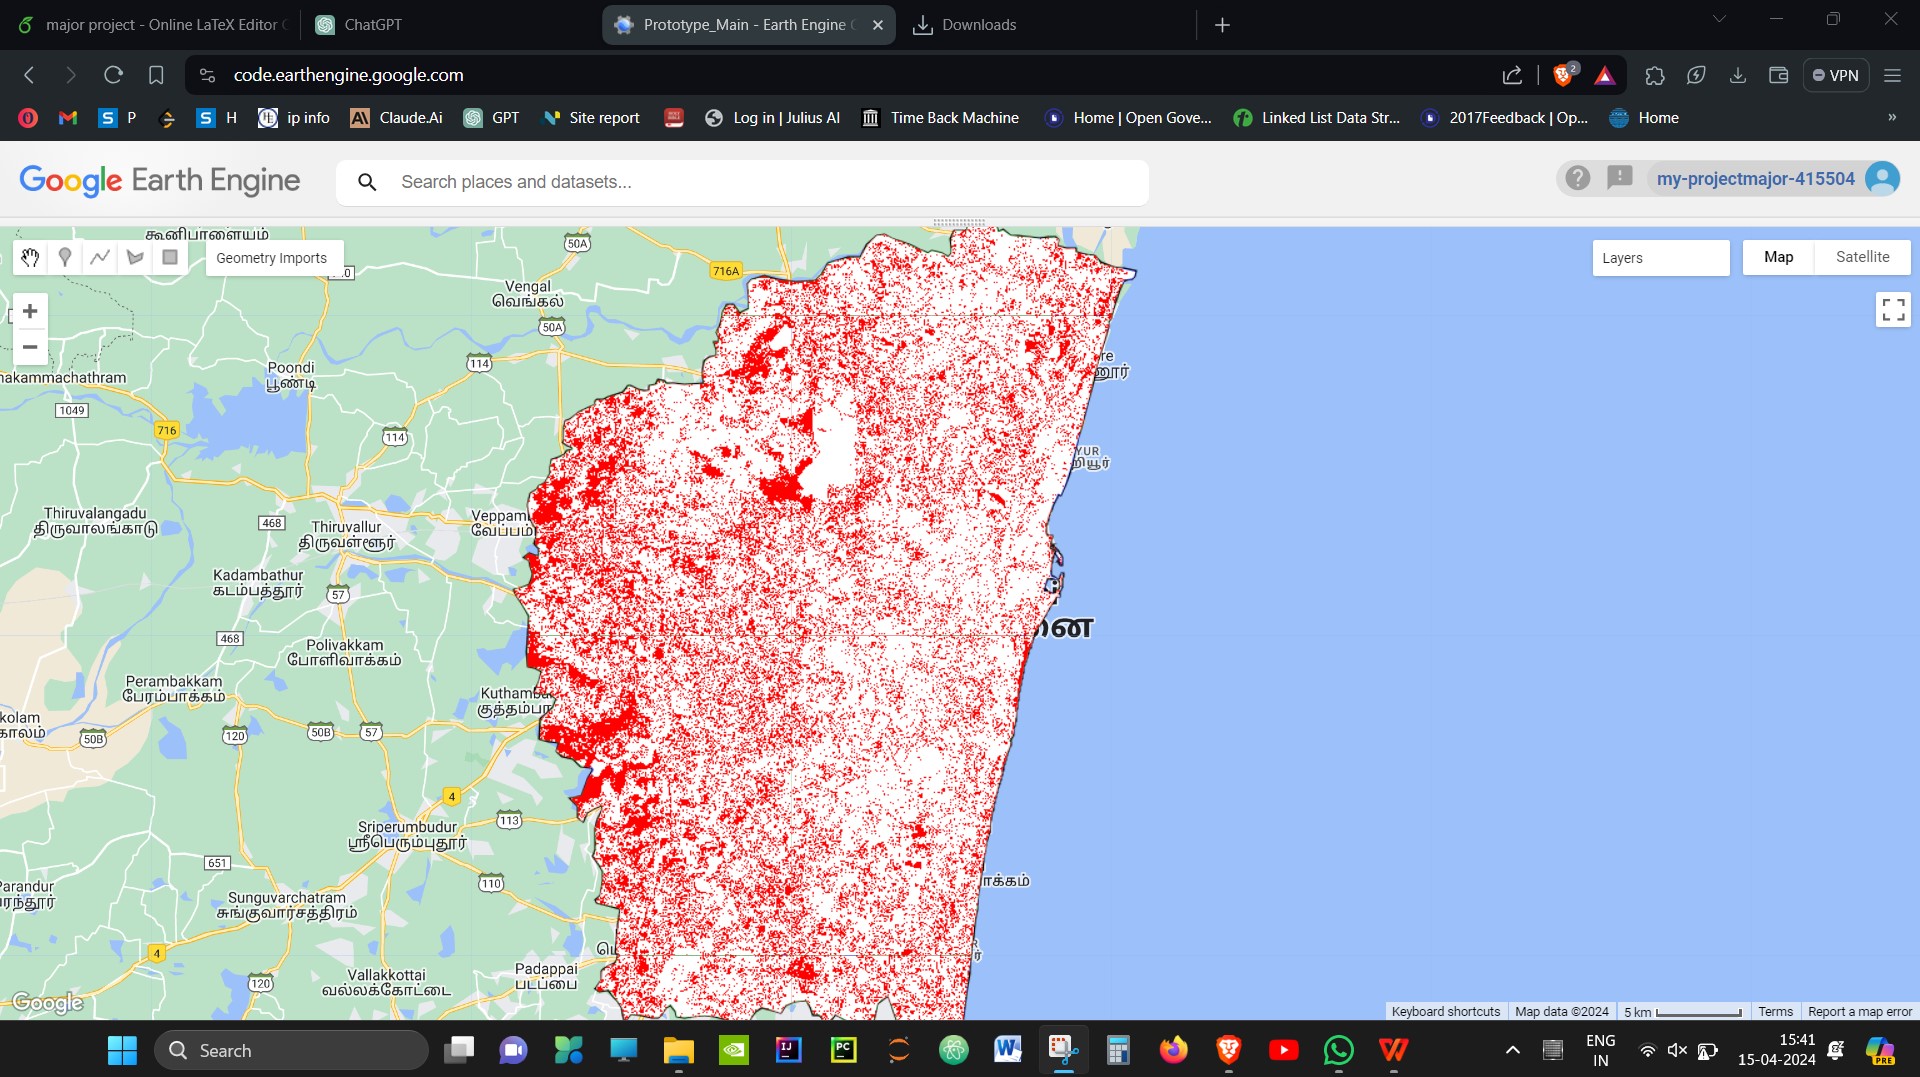 major project - Online LaTeX Editor
ChatGPT
Prototype_Main - Earth Engine
Downloads
code.earthengine.google.com
2
VPN
P
H
ip info
Claude.Ai
GPT
Site report
Log in | Julius AI
Time Back Machine
Home | Open Gove...
Linked List Data Str...
2017Feedback | Op...
Home
»
Google Earth Engine
Search places and datasets...
my-projectmajor-415504
Geometry Imports
Layers
Map
Satellite
50A
716A
Vengal
வெங்கல்
50A
114
Poondi
பூண்டி
nakammachathram
1049
716
114
Thiruvalangadu
திருவாலங்காடு
468
Thiruvallur
திருவள்ளூர்
Veppam
வேப்பம்
Kadambathur
கடம்பத்தூர்
57
468
Polivakkam
போளிவாக்கம்
Perambakkam
பேரம்பாக்கம்
Kuthamba
குத்தம்பா
kolam
50B
120
50B
57
4
113
Sriperumbudur
ஸ்ரீபெரும்புதூர்
651
110
Parandur
ரந்தூர்
Sunguvarchatram
சுங்குவார்சத்திரம்
4
120
Vallakkottai
வல்லக்கோட்டை
Padappai
படப்பை
YUR
றியூர்
ாக்கம்
Google
Keyboard shortcuts
Map data ©2024
5 km
Terms
Report a map error
Search
ENG
IN
15:41
15-04-2024